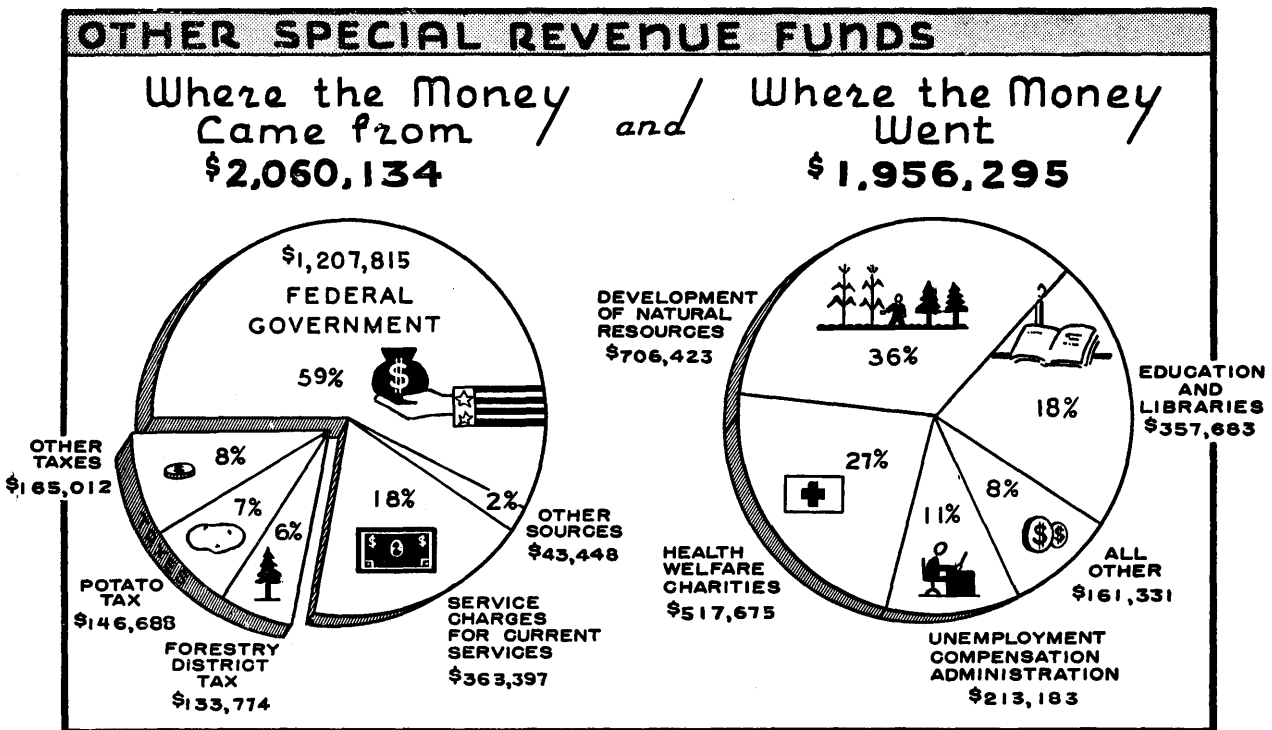 OTHER SPECIAL REVENUE FUNDS
Where the Money
Came from
$2,060,134
and
Where the Money
Went
$1,956,295
$1,207,815
FEDERAL
GOVERNMENT
59%
$
OTHER
TAXES
$165,012
8%
$
7%
6%
TAXES
POTATO
TAX
$146,688
FORESTRY
DISTRICT
TAX
$133,774
18%
$ $
2%
OTHER
SOURCES
$43,448
SERVICE
CHARGES
FOR CURRENT
SERVICES
$363,397
DEVELOPMENT
OF NATURAL
RESOURCES
$706,423
36%
EDUCATION
AND
LIBRARIES
$357,683
18%
27%
HEALTH
WELFARE
CHARITIES
$517,675
11%
UNEMPLOYMENT
COMPENSATION
ADMINISTRATION
$213,183
8%
$ $
ALL
OTHER
$161,331